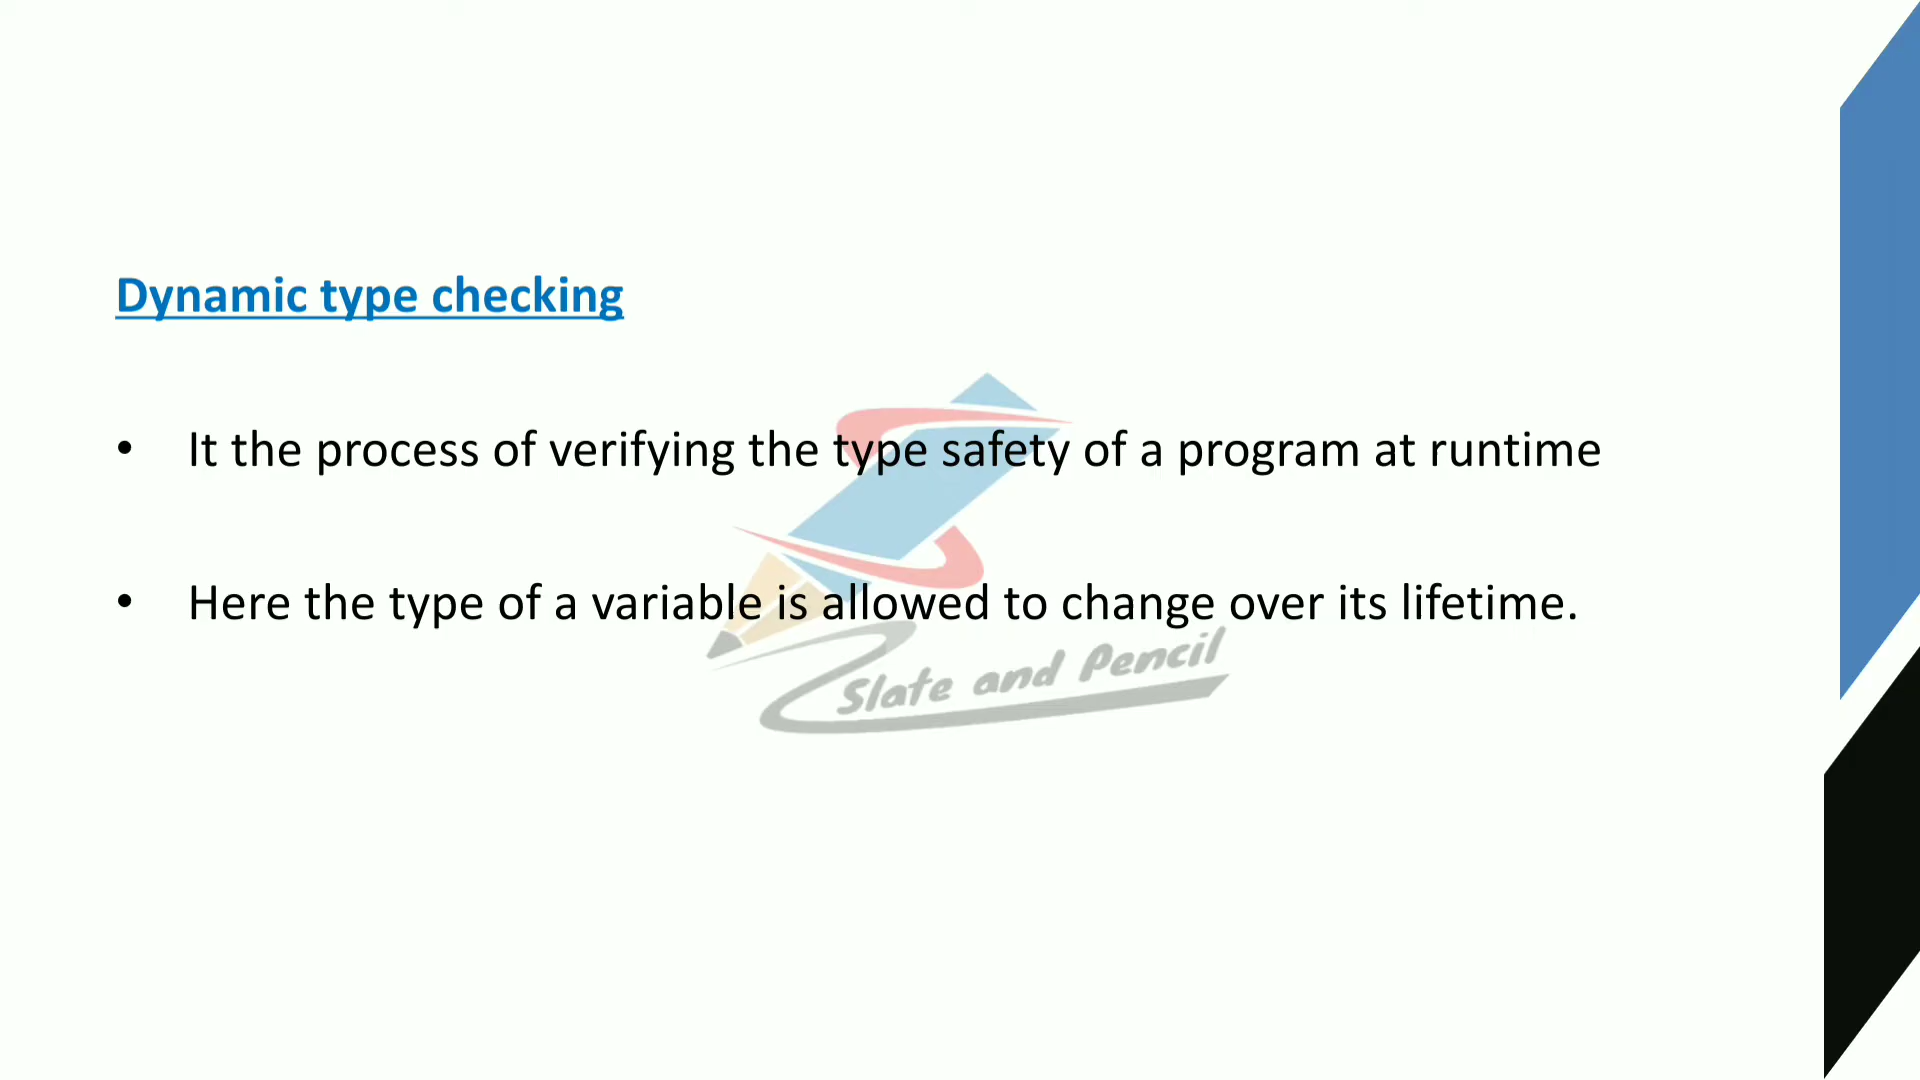 Dynamic type checking
• It the process of verifying the type safety of a program at runtime
• Here the type of a variable is allowed to change over its lifetime.
Slate and Pencil